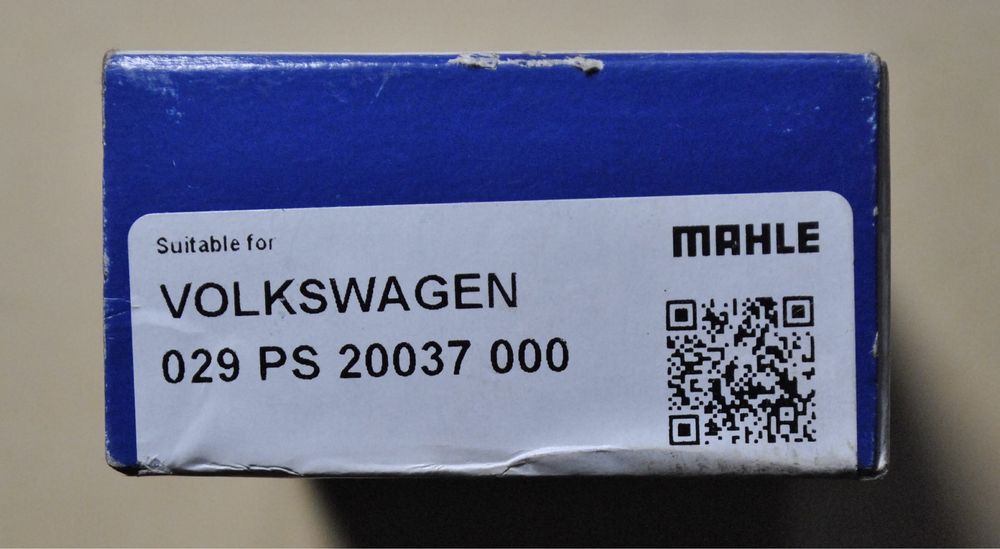 Suitable for
MAHLE
VOLKSWAGEN
029 PS 20037 000